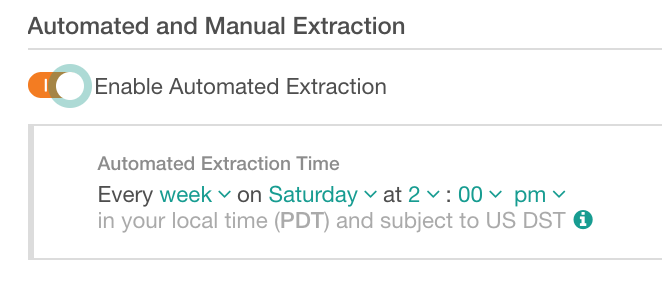 Automated and Manual Extraction
Enable Automated Extraction
Automated Extraction Time
Every week on Saturday at 2 : 00 pm
in your local time (PDT) and subject to US DST